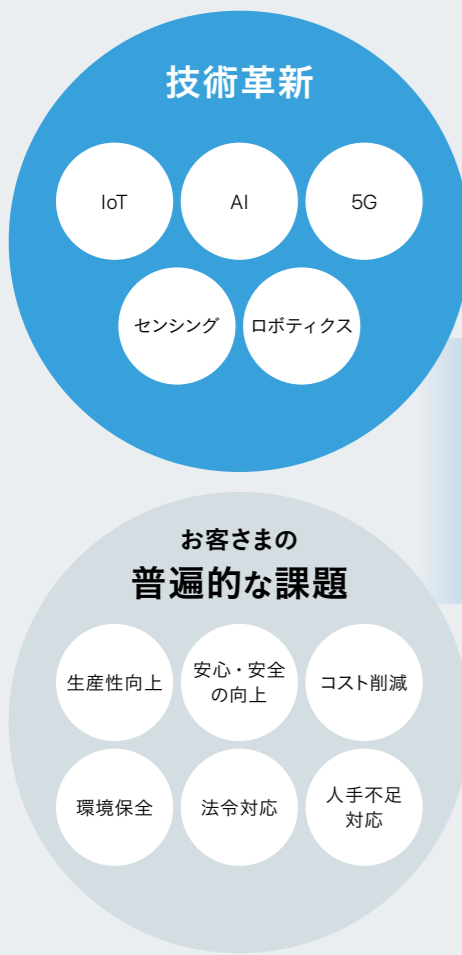 技術革新
IoT
AI
5G
センシング
ロボティクス
お客さまの
普遍的な課題
生産性向上
安心・安全
の向上
コスト削減
環境保全
法令対応
人手不足
対応